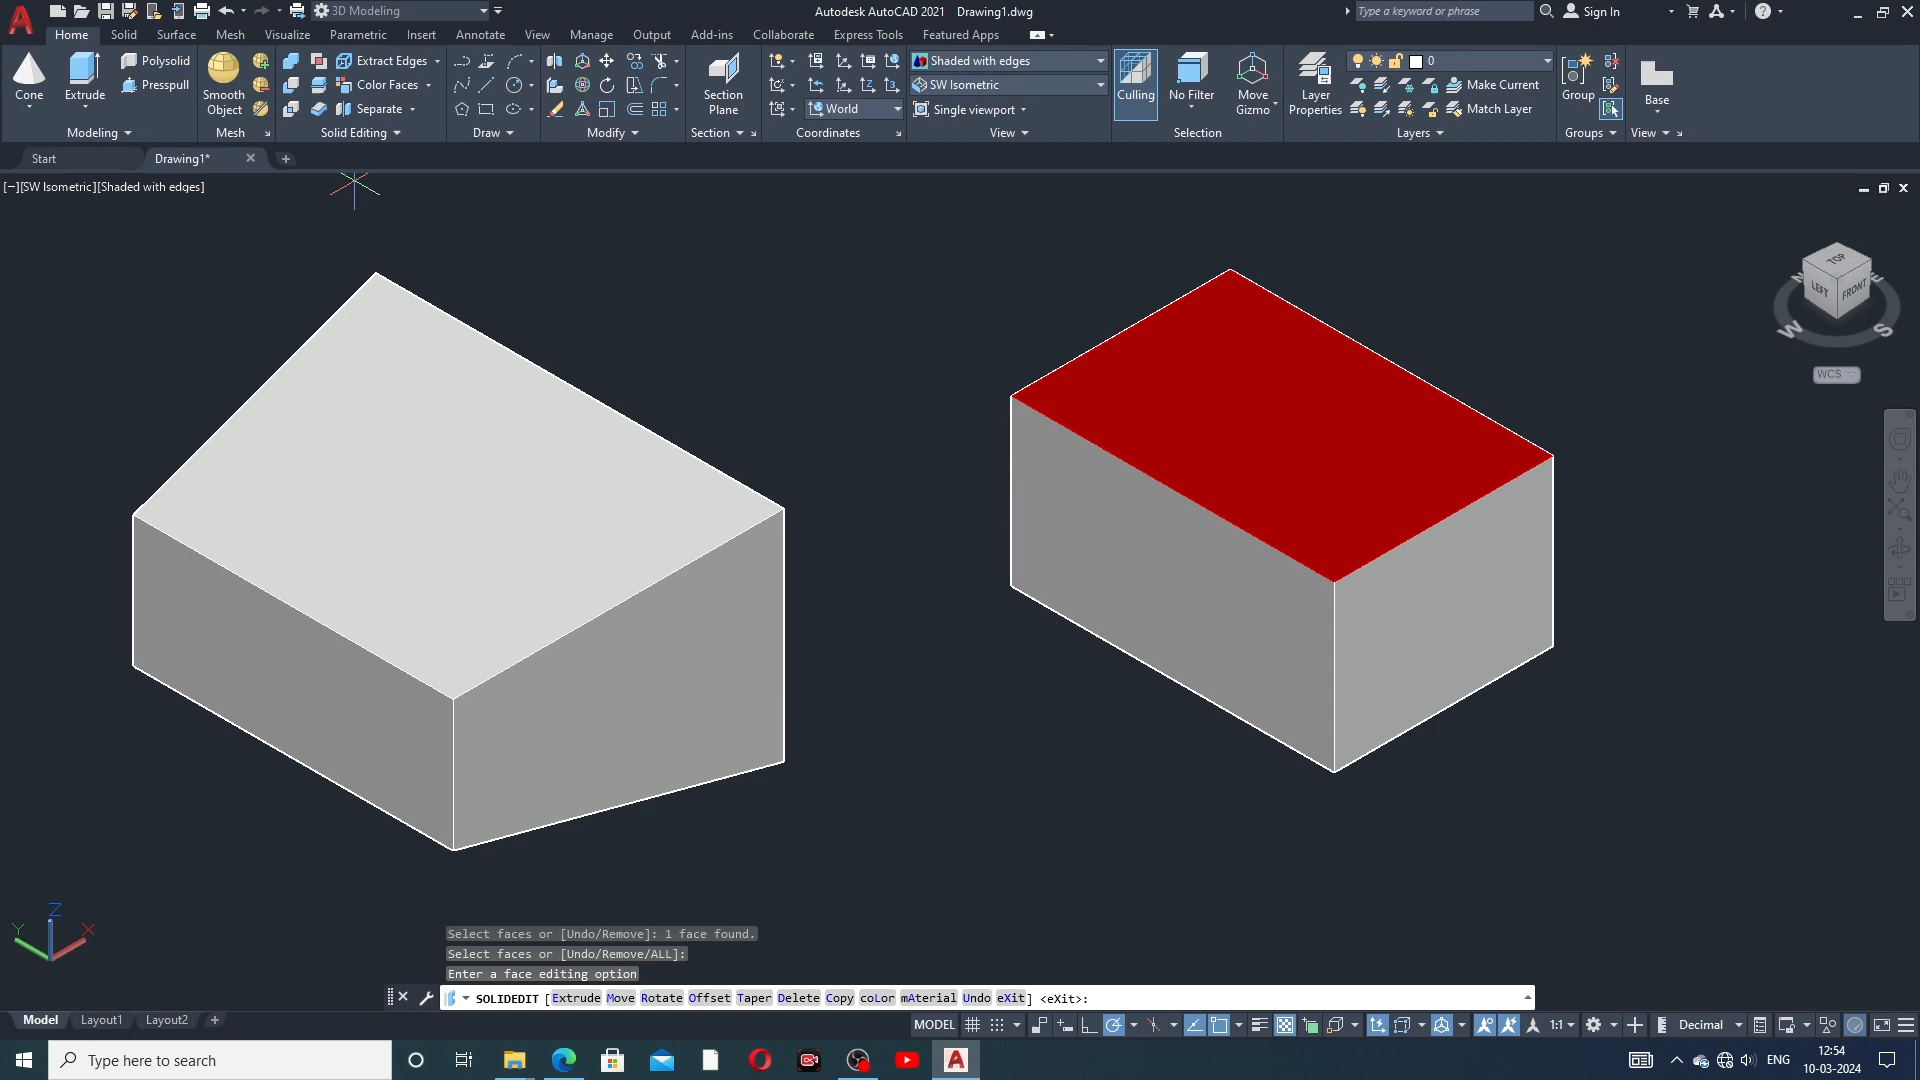 3D Modeling
Autodesk AutoCAD 2021 Drawing1.dwg
Type a keyword or phrase
Sign In
Home Solid Surface Mesh Visualize Parametric Insert Annotate View Manage Output Add-ins Collaborate Express Tools Featured Apps
Cone
Extrude
Polysolid
Presspull
Modeling
Smooth
Object
Mesh
Extract Edges
Color Faces
Separate
Solid Editing
Draw
Modify
Section
Plane
Section
World
Coordinates
Shaded with edges
SW Isometric
Single viewport
View
Culling
No Filter
Move
Gizmo
Selection
Layer
Properties
0
Make Current
Match Layer
Layers
Group
Groups
Base
View
Start
Drawing1*
[−][SW Isometric][Shaded with edges]
TOP
LEFT
FRONT
N
E
W
S
WCS
Z
Y
X
Select faces or [Undo/Remove]: 1 face found.
Select faces or [Undo/Remove/ALL]:
Enter a face editing option
SOLIDEDIT [Extrude Move Rotate Offset Taper Delete Copy coLor mAterial Undo eXit] <eXit>:
Model Layout1 Layout2
MODEL
1:1
Decimal
Type here to search
ENG
12:54
10-03-2024